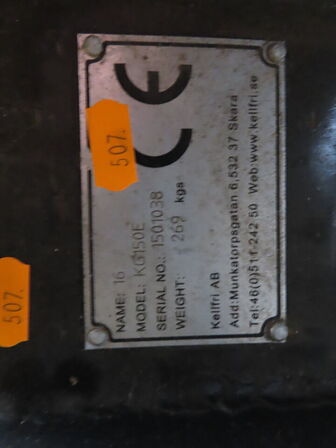 CE
507.
NAME: 16
MODEL: KG150E
SERIAL NO.: 1501038
WEIGHT: 269 kgs
Kellfri AB
Add:Munkatorpsgatan 6,532 37 Skara
Tel:46(0)511-242 50 Web:www.kellfri.se
507.